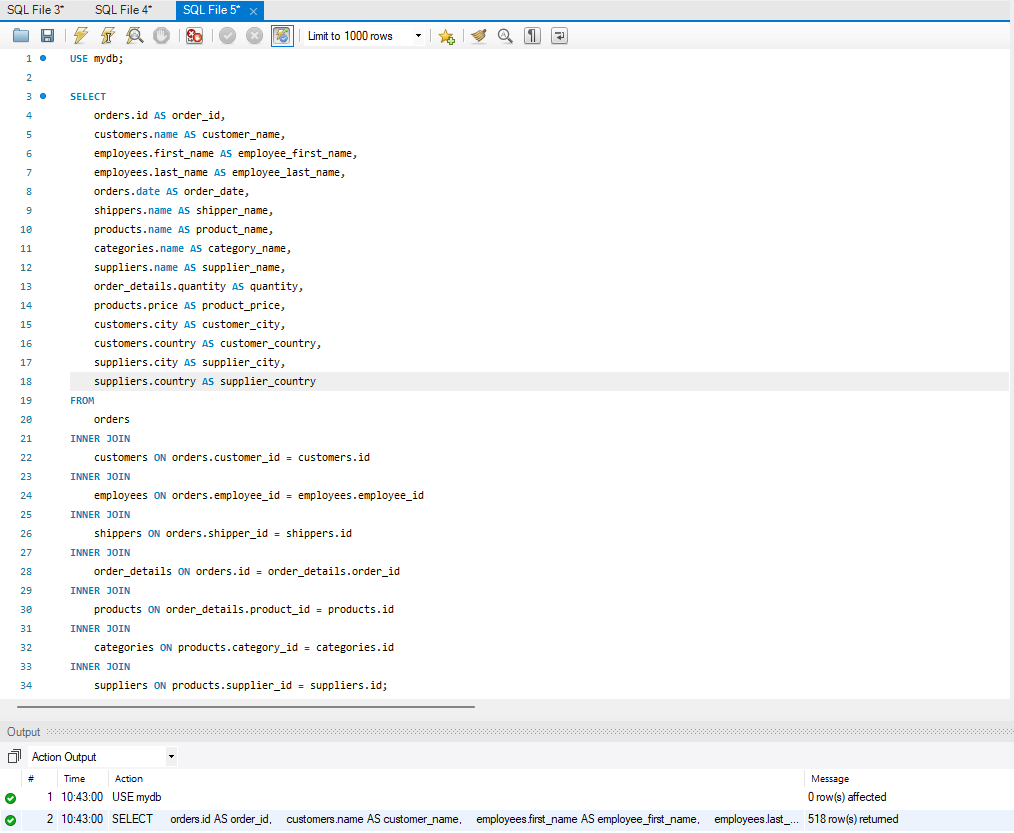 SQL File 3* SQL File 4* SQL File 5*
Limit to 1000 rows
1 USE mydb;
2
3 SELECT
4 orders.id AS order_id,
5 customers.name AS customer_name,
6 employees.first_name AS employee_first_name,
7 employees.last_name AS employee_last_name,
8 orders.date AS order_date,
9 shippers.name AS shipper_name,
10 products.name AS product_name,
11 categories.name AS category_name,
12 suppliers.name AS supplier_name,
13 order_details.quantity AS quantity,
14 products.price AS product_price,
15 customers.city AS customer_city,
16 customers.country AS customer_country,
17 suppliers.city AS supplier_city,
18 suppliers.country AS supplier_country
19 FROM
20 orders
21 INNER JOIN
22 customers ON orders.customer_id = customers.id
23 INNER JOIN
24 employees ON orders.employee_id = employees.employee_id
25 INNER JOIN
26 shippers ON orders.shipper_id = shippers.id
27 INNER JOIN
28 order_details ON orders.id = order_details.order_id
29 INNER JOIN
30 products ON order_details.product_id = products.id
31 INNER JOIN
32 categories ON products.category_id = categories.id
33 INNER JOIN
34 suppliers ON products.supplier_id = suppliers.id;
Output
Action Output
# Time Action Message
1 10:43:00 USE mydb 0 row(s) affected
2 10:43:00 SELECT orders.id AS order_id, customers.name AS customer_name, employees.first_name AS employee_first_name, employees.last_... 518 row(s) returned